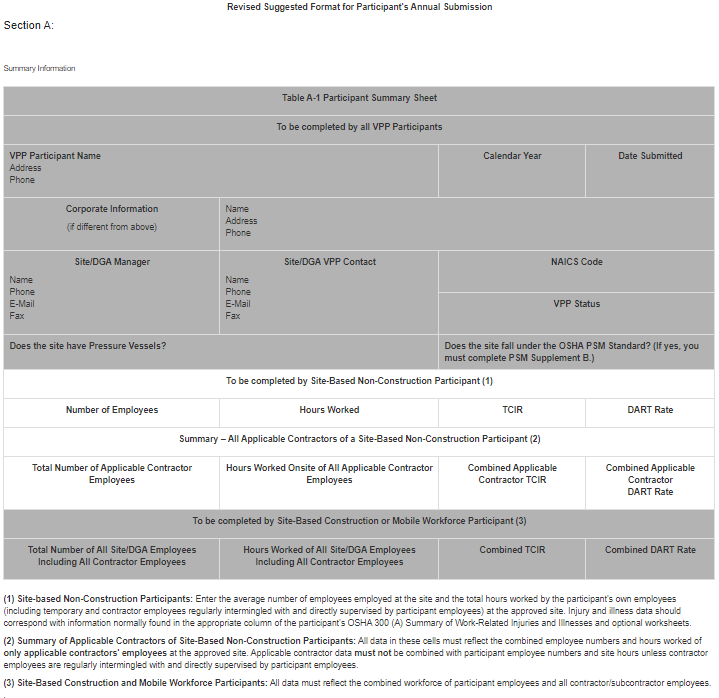 Revised Suggested Format for Participant's Annual Submission
Section A:
Summary Information
Table A-1 Participant Summary Sheet
To be completed by all VPP Participants
VPP Participant Name
Address
Phone
Calendar Year
Date Submitted
Corporate Information
(if different from above)
Name
Address
Phone
Site/DGA Manager
Name
Phone
E-Mail
Fax
Site/DGA VPP Contact
Name
Phone
E-Mail
Fax
NAICS Code
VPP Status
Does the site have Pressure Vessels?
Does the site fall under the OSHA PSM Standard? (If yes, you
must complete PSM Supplement B.)
To be completed by Site-Based Non-Construction Participant (1)
Number of Employees
Hours Worked
TCIR
DART Rate
Summary – All Applicable Contractors of a Site-Based Non-Construction Participant (2)
Total Number of Applicable Contractor
Employees
Hours Worked Onsite of All Applicable Contractor
Employees
Combined Applicable
Contractor TCIR
Combined Applicable
Contractor
DART Rate
To be completed by Site-Based Construction or Mobile Workforce Participant (3)
Total Number of All Site/DGA Employees
Including All Contractor Employees
Hours Worked of All Site/DGA Employees
Including All Contractor Employees
Combined TCIR
Combined DART Rate
(1) Site-based Non-Construction Participants: Enter the average number of employees employed at the site and the total hours worked by the participant's own employees
(including temporary and contractor employees regularly intermingled with and directly supervised by participant employees) at the approved site. Injury and illness data should
correspond with information normally found in the appropriate column of the participant's OSHA 300 (A) Summary of Work-Related Injuries and Illnesses and optional worksheets.
(2) Summary of Applicable Contractors of Site-Based Non-Construction Participants: All data in these cells must reflect the combined employee numbers and hours worked of
only applicable contractors' employees at the approved site. Applicable contractor data must not be combined with participant employee numbers and site hours unless contractor
employees are regularly intermingled with and directly supervised by participant employees.
(3) Site-Based Construction and Mobile Workforce Participants: All data must reflect the combined workforce of participant employees and all contractor/subcontractor employees.